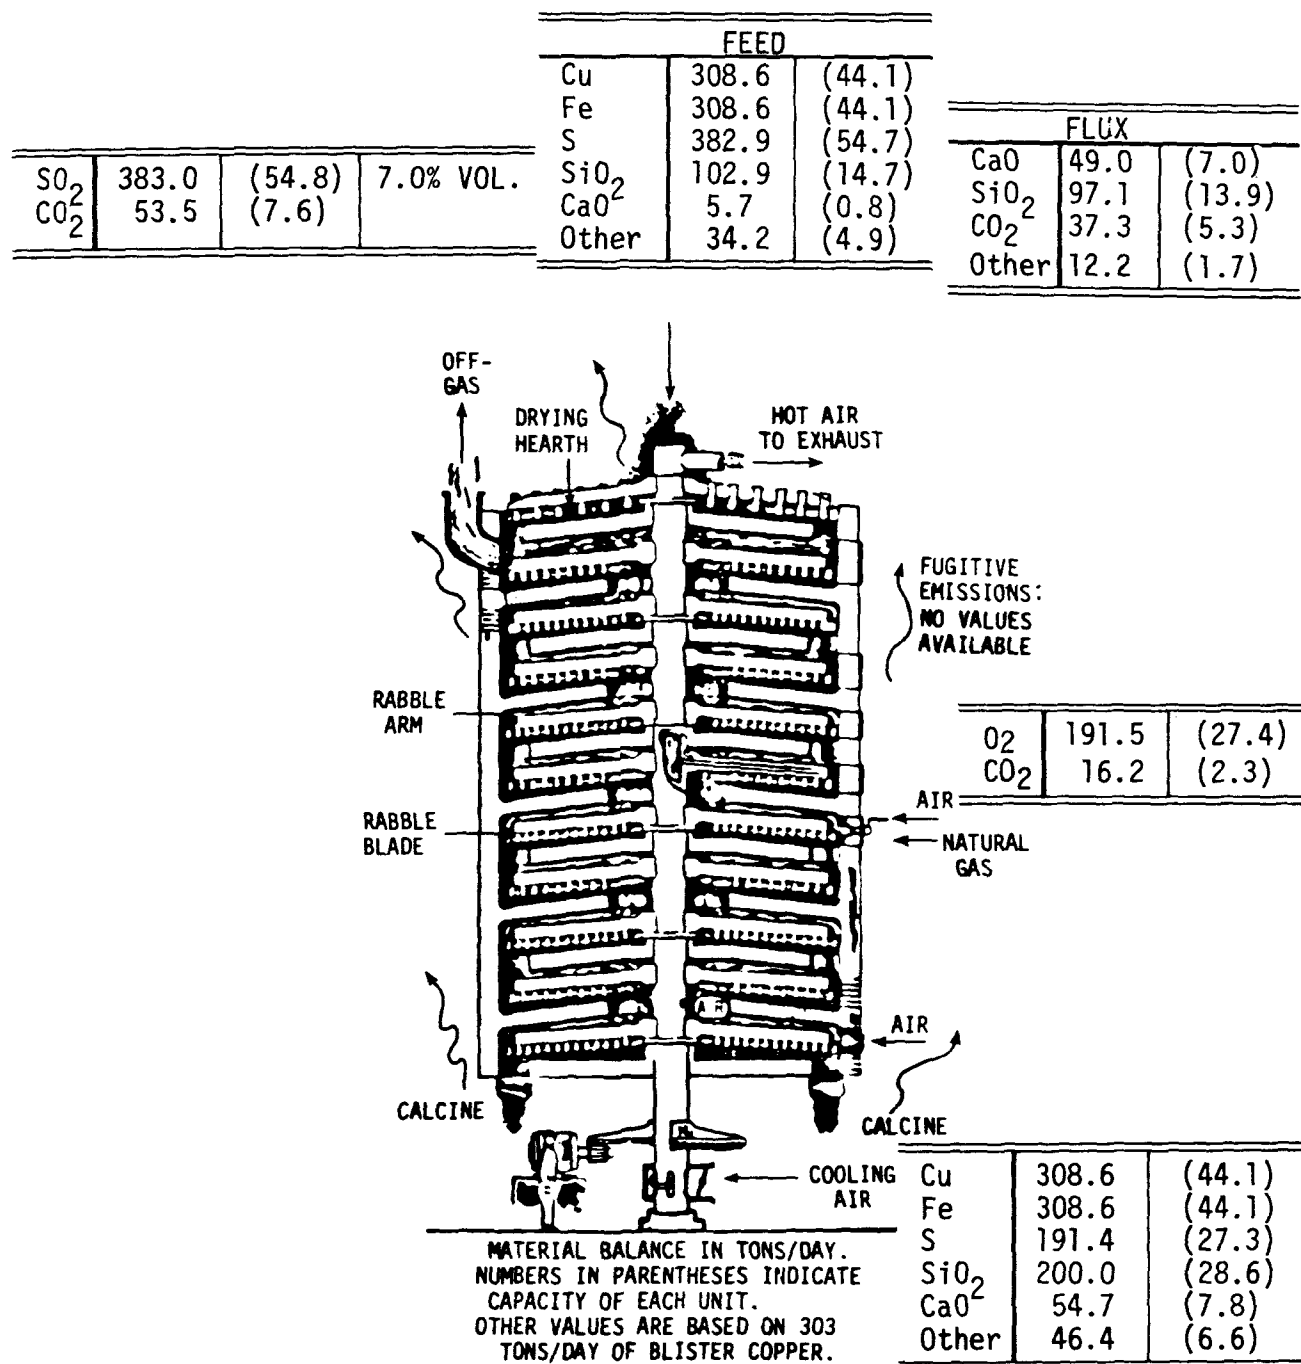 FEED
Cu 308.6 (44.1)
Fe 308.6 (44.1)
S 382.9 (54.7)
SiO2 102.9 (14.7)
CaO 5.7 (0.8)
Other 34.2 (4.9)
FLUX
CaO 49.0 (7.0)
SiO2 97.1 (13.9)
CO2 37.3 (5.3)
Other 12.2 (1.7)
SO2 383.0 (54.8) 7.0% VOL.
CO2 53.5 (7.6)
OFF-
GAS
DRYING
HEARTH
HOT AIR
TO EXHAUST
FUGITIVE
EMISSIONS:
NO VALUES
AVAILABLE
RABBLE
ARM
O2 191.5 (27.4)
CO2 16.2 (2.3)
AIR
RABBLE
BLADE
NATURAL
GAS
AIR
AIR
CALCINE
CALCINE
COOLING
AIR
Cu 308.6 (44.1)
Fe 308.6 (44.1)
S 191.4 (27.3)
SiO2 200.0 (28.6)
CaO 54.7 (7.8)
Other 46.4 (6.6)
MATERIAL BALANCE IN TONS/DAY.
NUMBERS IN PARENTHESES INDICATE
CAPACITY OF EACH UNIT.
OTHER VALUES ARE BASED ON 303
TONS/DAY OF BLISTER COPPER.